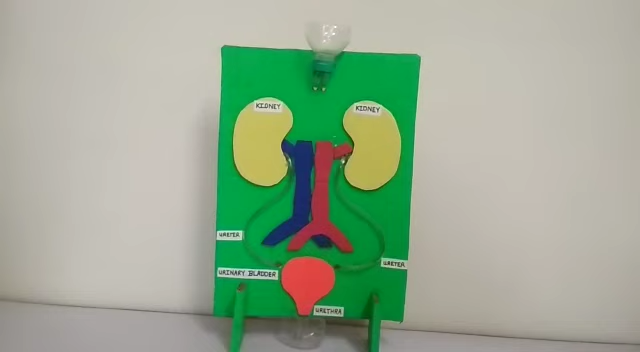 KIDNEY
KIDNEY
URETER
URETER
URINARY BLADDER
URETHRA